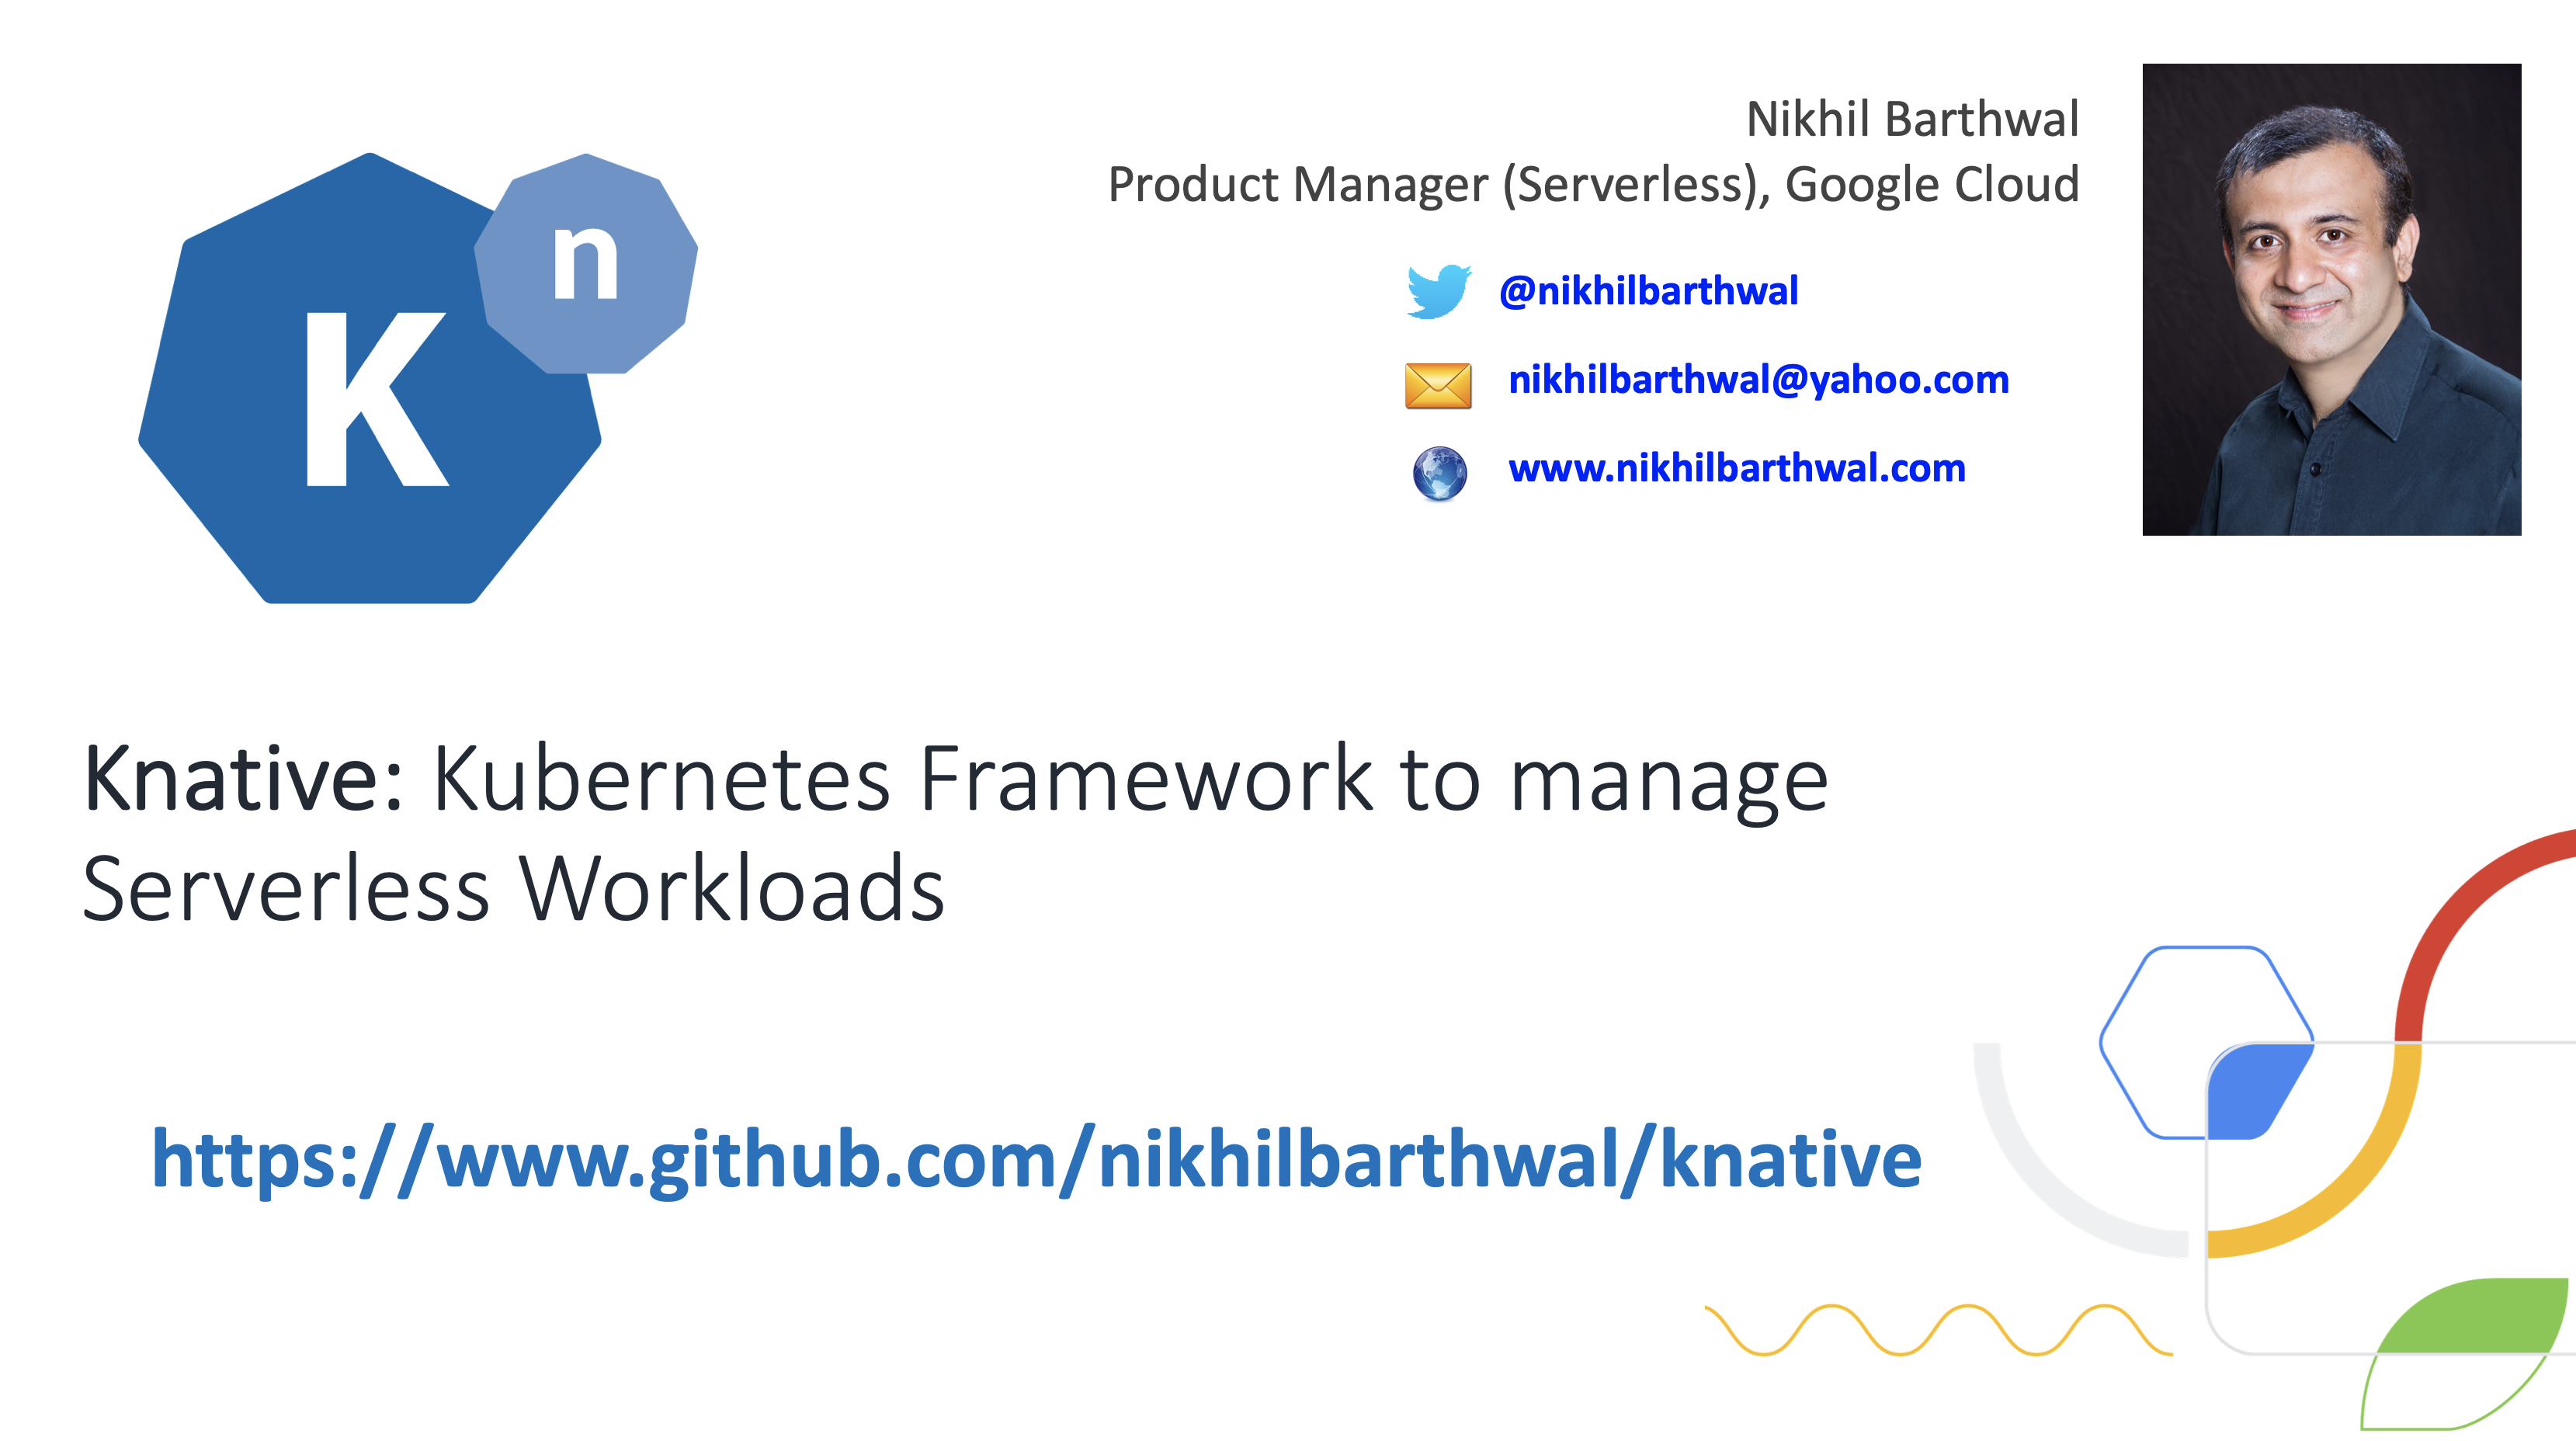 K
n
Nikhil Barthwal
Product Manager (Serverless), Google Cloud
@nikhilbarthwal
nikhilbarthwal@yahoo.com
www.nikhilbarthwal.com
Knative: Kubernetes Framework to manage
Serverless Workloads
https://www.github.com/nikhilbarthwal/knative